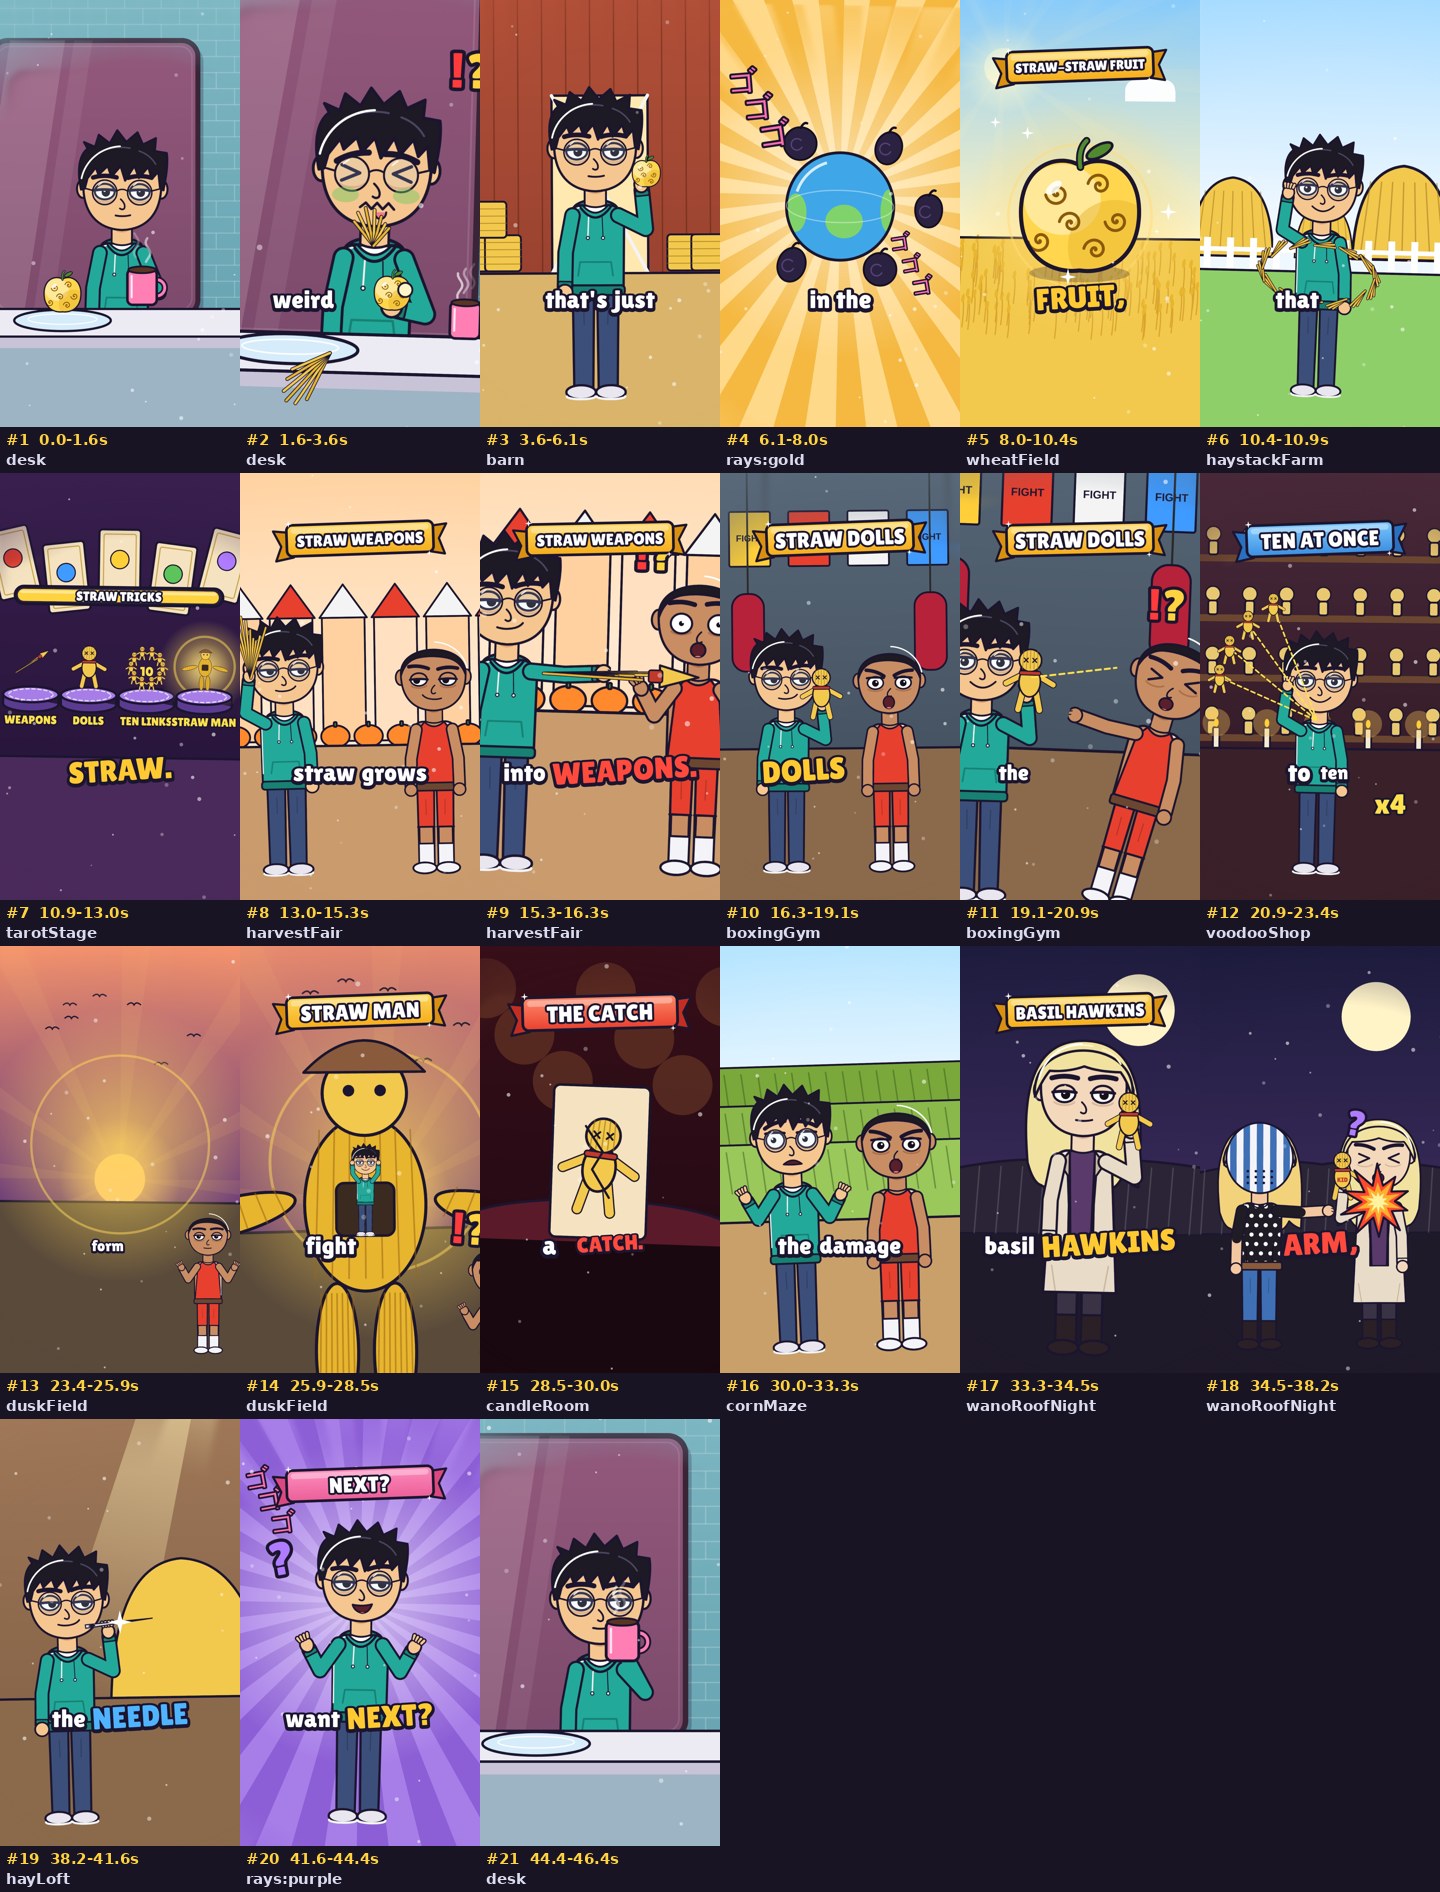 !?
weird
that's just
ゴゴゴ
ゴゴゴ
in the
STRAW-STRAW FRUIT
FRUIT,
that
#1 0.0-1.6s
desk
#2 1.6-3.6s
desk
#3 3.6-6.1s
barn
#4 6.1-8.0s
rays:gold
#5 8.0-10.4s
wheatField
#6 10.4-10.9s
haystackFarm
STRAW TRICKS
10
WEAPONS
DOLLS
TEN LINKS
STRAW MAN
STRAW.
STRAW WEAPONS
straw grows
STRAW WEAPONS
!?
into WEAPONS.
FIGHT
FIGHT
STRAW DOLLS
DOLLS
FIGHT
FIGHT
FIGHT
FIGHT
STRAW DOLLS
!?
the
TEN AT ONCE
to ten
x4
#7 10.9-13.0s
tarotStage
#8 13.0-15.3s
harvestFair
#9 15.3-16.3s
harvestFair
#10 16.3-19.1s
boxingGym
#11 19.1-20.9s
boxingGym
#12 20.9-23.4s
voodooShop
form
STRAW MAN
!?
fight
THE CATCH
a CATCH.
the damage
BASIL HAWKINS
basil HAWKINS
?
KID
ARM,
#13 23.4-25.9s
duskField
#14 25.9-28.5s
duskField
#15 28.5-30.0s
candleRoom
#16 30.0-33.3s
cornMaze
#17 33.3-34.5s
wanoRoofNight
#18 34.5-38.2s
wanoRoofNight
the NEEDLE
NEXT?
ゴゴゴ
?
want NEXT?
#19 38.2-41.6s
hayLoft
#20 41.6-44.4s
rays:purple
#21 44.4-46.4s
desk